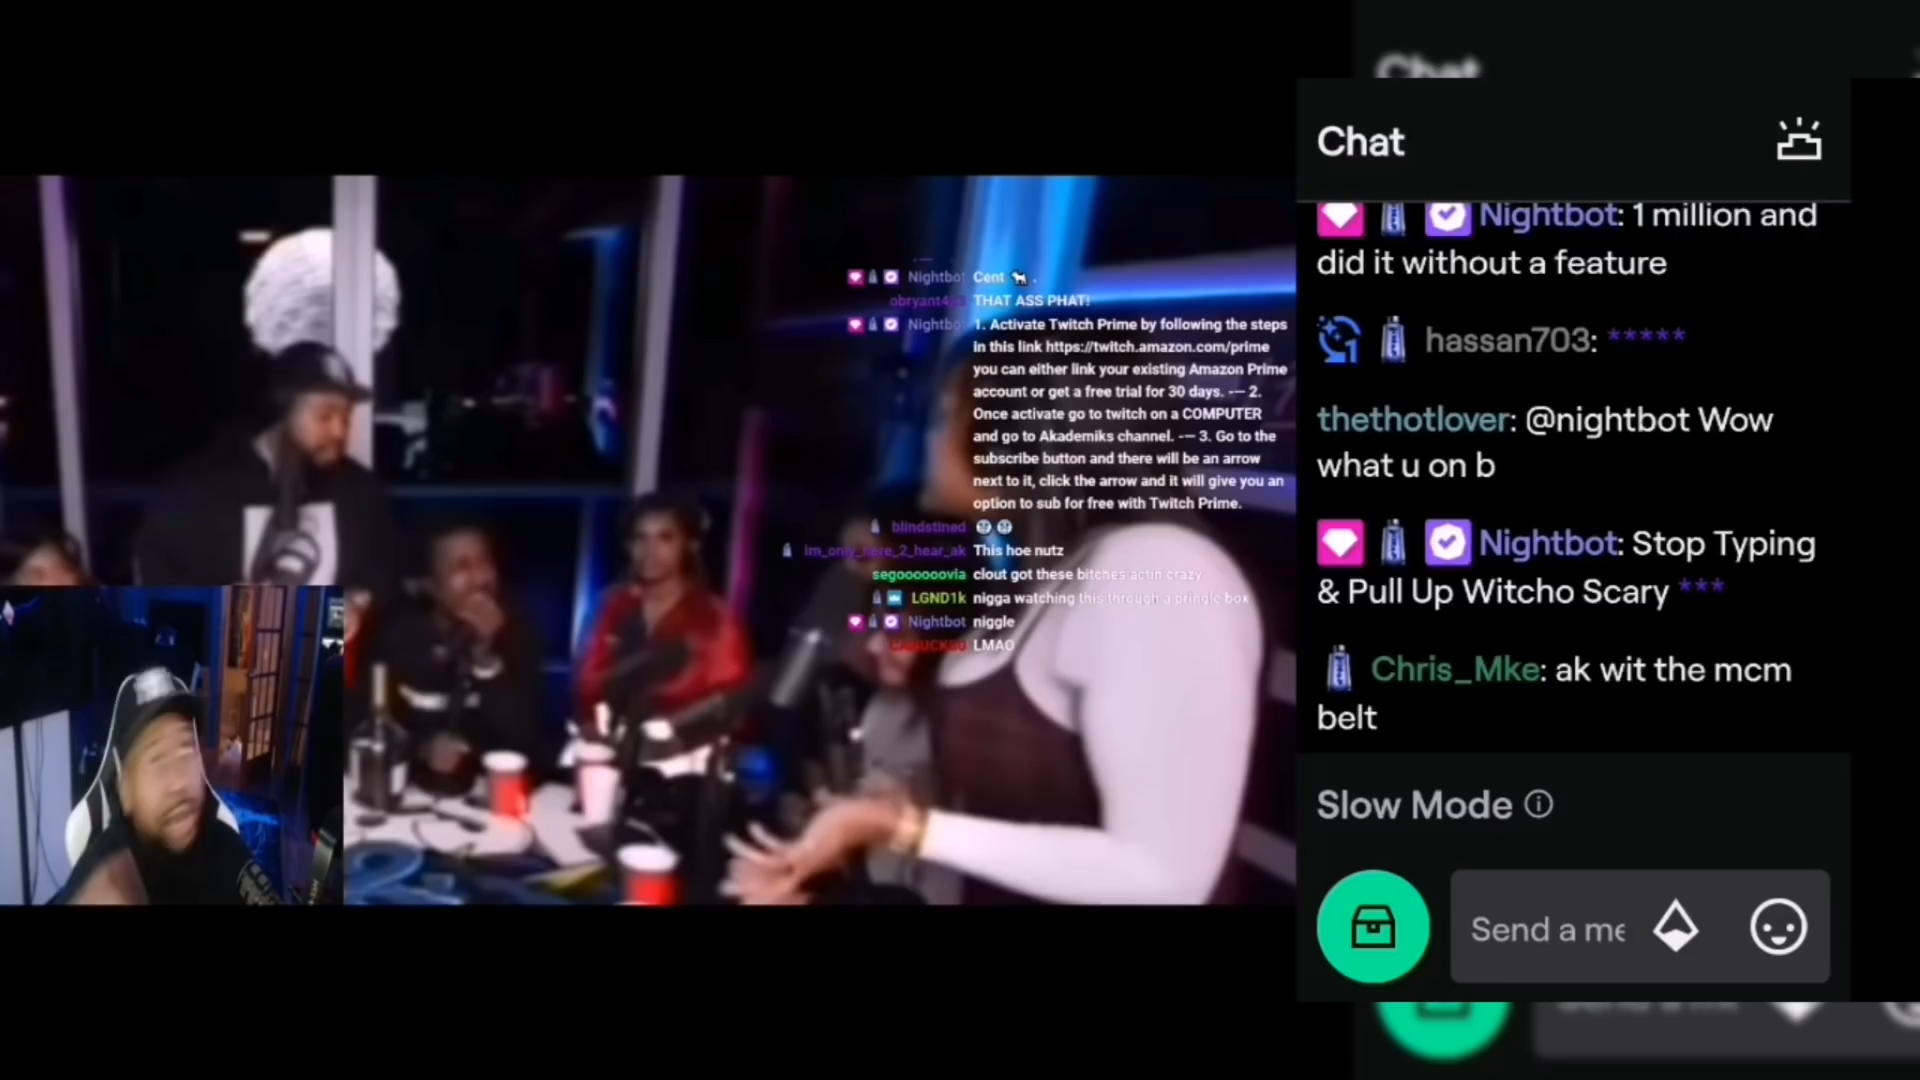 Chat
Nightbot: 1 million and
did it without a feature
hassan703: *****
thethotlover: @nightbot Wow
what u on b
Nightbot: Stop Typing
& Pull Up Witcho Scary ***
Chris_Mke: ak wit the mcm
belt
Slow Mode
Send a me
Nightbot Cent
THAT ASS PHAT!
1. Activate Twitch Prime by following the steps
in this link https://twitch.amazon.com/prime
you can either link your existing Amazon Prime
account or get a free trial for 30 days. -— 2.
Once activate go to twitch on a COMPUTER
and go to Akademiks channel. -— 3. Go to the
subscribe button and there will be an arrow
next to it, click the arrow and it will give you an
option to sub for free with Twitch Prime.
blindstined
im_only_here_2_hear_ak This hoe nutz
segoooooovia clout got these bitches actin crazy
LGND1k nigga watching this through a pringle box
Nightbot niggle
LMAO
Chat